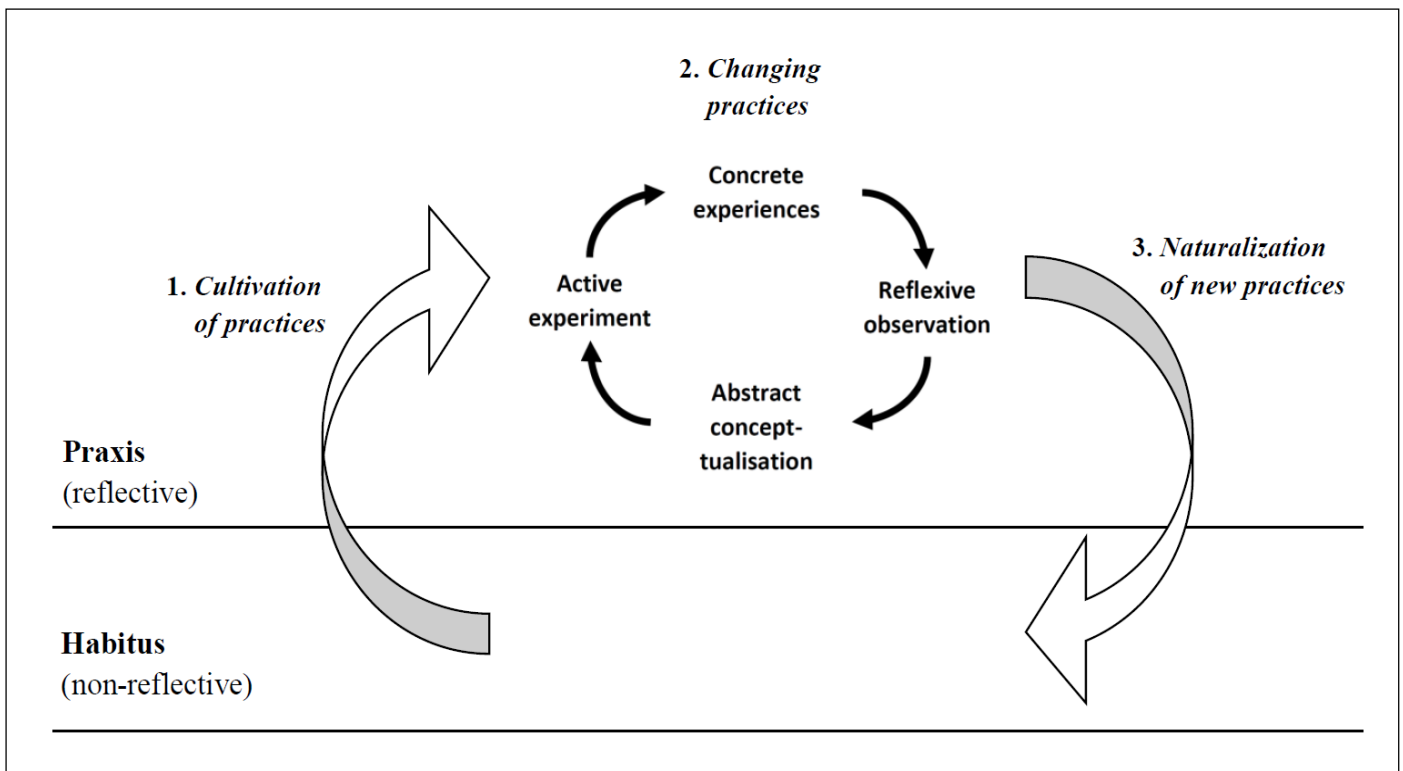 2. Changing
practices
Concrete
experiences
1. Cultivation
of practices
Active
experiment
Reflexive
observation
3. Naturalization
of new practices
Abstract
concept-
tualisation
Praxis
(reflective)
Habitus
(non-reflective)